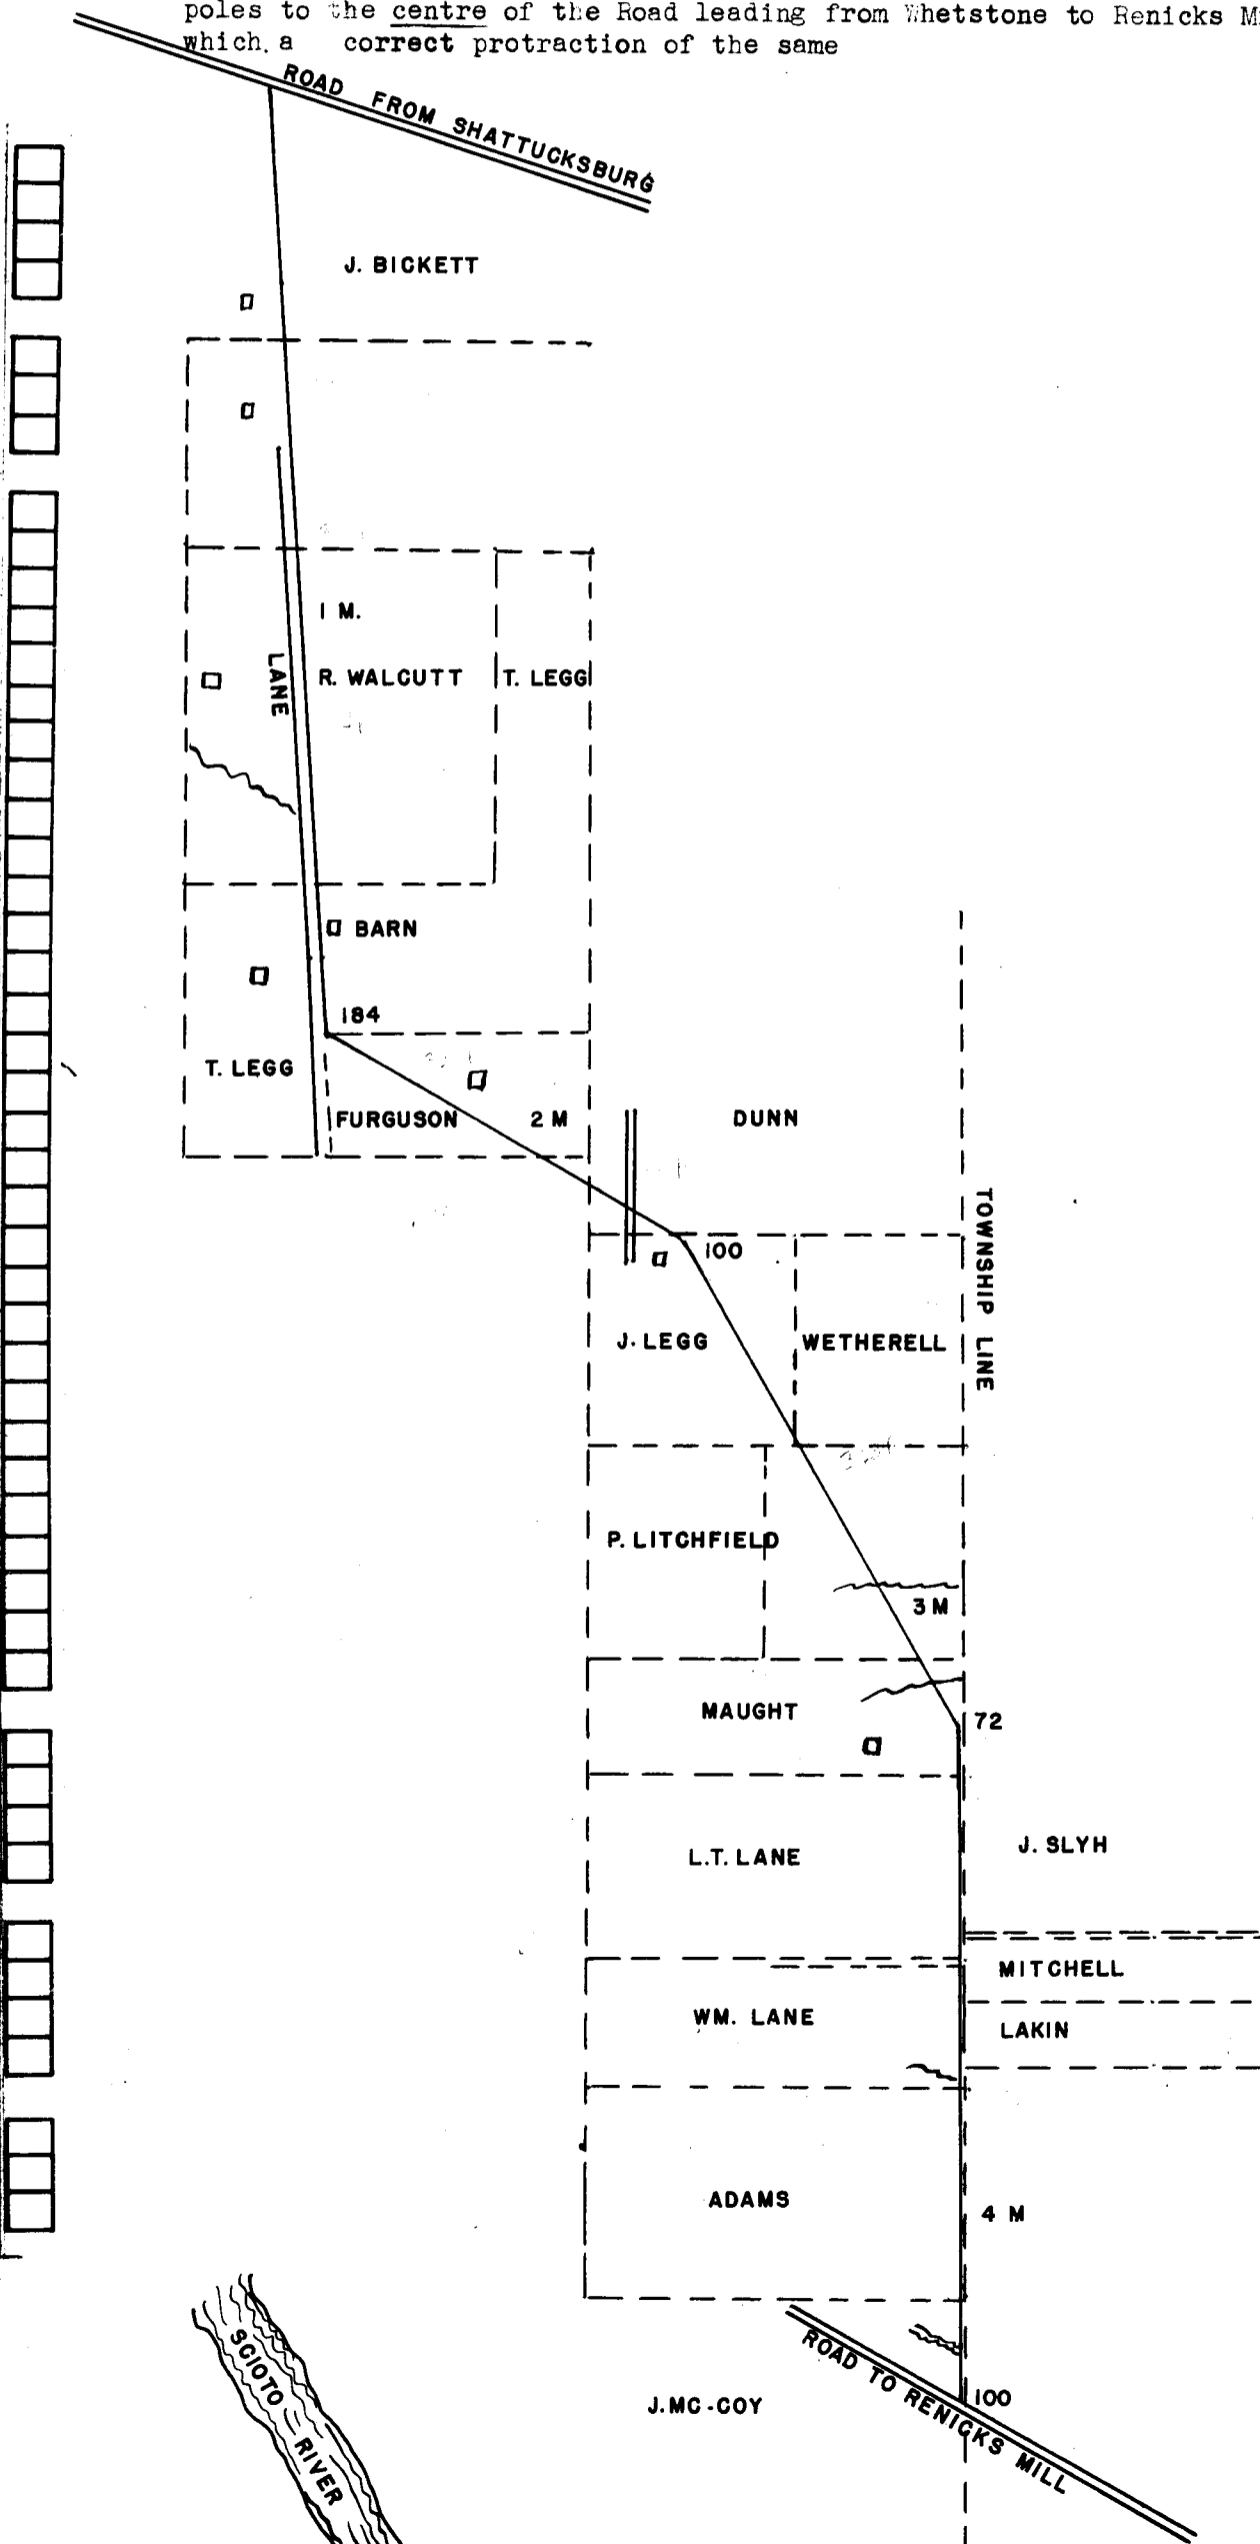 poles to the centre of the Road leading from Whetstone to Renicks
which. a correct protraction of the same
ROAD FROM SHATTUCKSBURG
J. BICKETT
1 M.
LANE
R. WALCUTT
T. LEGG
BARN
184
T. LEGG
FURGUSON
2 M
DUNN
TOWNSHIP LINE
100
J. LEGG
WETHERELL
P. LITCHFIELD
3 M
MAUGHT
72
L.T. LANE
J. SLYH
MITCHELL
WM. LANE
LAKIN
ADAMS
4 M
SCIOTO RIVER
ROAD TO RENICKS MILL
100
J. MC-COY